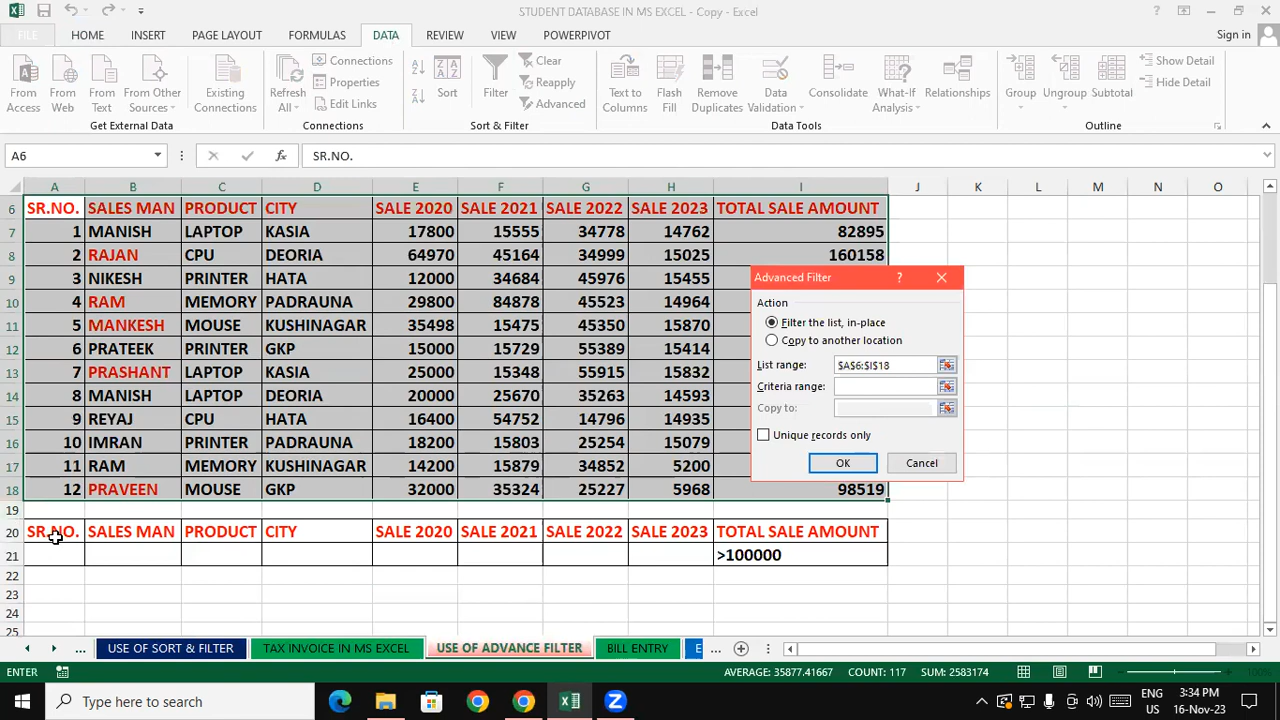 STUDENT DATABASE IN MS EXCEL - Copy - Excel
FILE HOME INSERT PAGE LAYOUT FORMULAS DATA REVIEW VIEW POWERPIVOT Sign in
From Access From Web From Text From Other Sources Existing Connections Refresh All Connections Properties Edit Links Sort Filter Clear Reapply Advanced Text to Columns Flash Fill Remove Duplicates Data Validation Consolidate What-If Analysis Relationships Group Ungroup Subtotal Show Detail Hide Detail
Get External Data Connections Sort & Filter Data Tools Outline
A6 SR.NO.
A B C D E F G H I J K L M N O
6 SR.NO. SALES MAN PRODUCT CITY SALE 2020 SALE 2021 SALE 2022 SALE 2023 TOTAL SALE AMOUNT
7 1 MANISH LAPTOP KASIA 17800 15555 34778 14762 82895
8 2 RAJAN CPU DEORIA 64970 45164 34999 15025 160158
9 3 NIKESH PRINTER HATA 12000 34684 45976 15455
10 4 RAM MEMORY PADRAUNA 29800 84878 45523 14964
11 5 MANKESH MOUSE KUSHINAGAR 35498 15475 45350 15870
12 6 PRATEEK PRINTER GKP 15000 15729 55389 15414
13 7 PRASHANT LAPTOP KASIA 25000 15348 55915 15832
14 8 MANISH LAPTOP DEORIA 20000 25670 35263 14593
15 9 REYAJ CPU HATA 16400 54752 14796 14935
16 10 IMRAN PRINTER PADRAUNA 18200 15803 25254 15079
17 11 RAM MEMORY KUSHINAGAR 14200 15879 34852 5200
18 12 PRAVEEN MOUSE GKP 32000 35324 25227 5968 98519
19
20 SR.NO. SALES MAN PRODUCT CITY SALE 2020 SALE 2021 SALE 2022 SALE 2023 TOTAL SALE AMOUNT
21 >100000
22
23
24
25
Advanced Filter ?
Action
Filter the list, in-place
Copy to another location
List range: $A$6:$I$18
Criteria range:
Copy to:
Unique records only
OK Cancel
... USE OF SORT & FILTER TAX INVOICE IN MS EXCEL USE OF ADVANCE FILTER BILL ENTRY E ...
ENTER AVERAGE: 35877.41667 COUNT: 117 SUM: 2583174 100%
Type here to search ENG US 3:34 PM 16-Nov-23